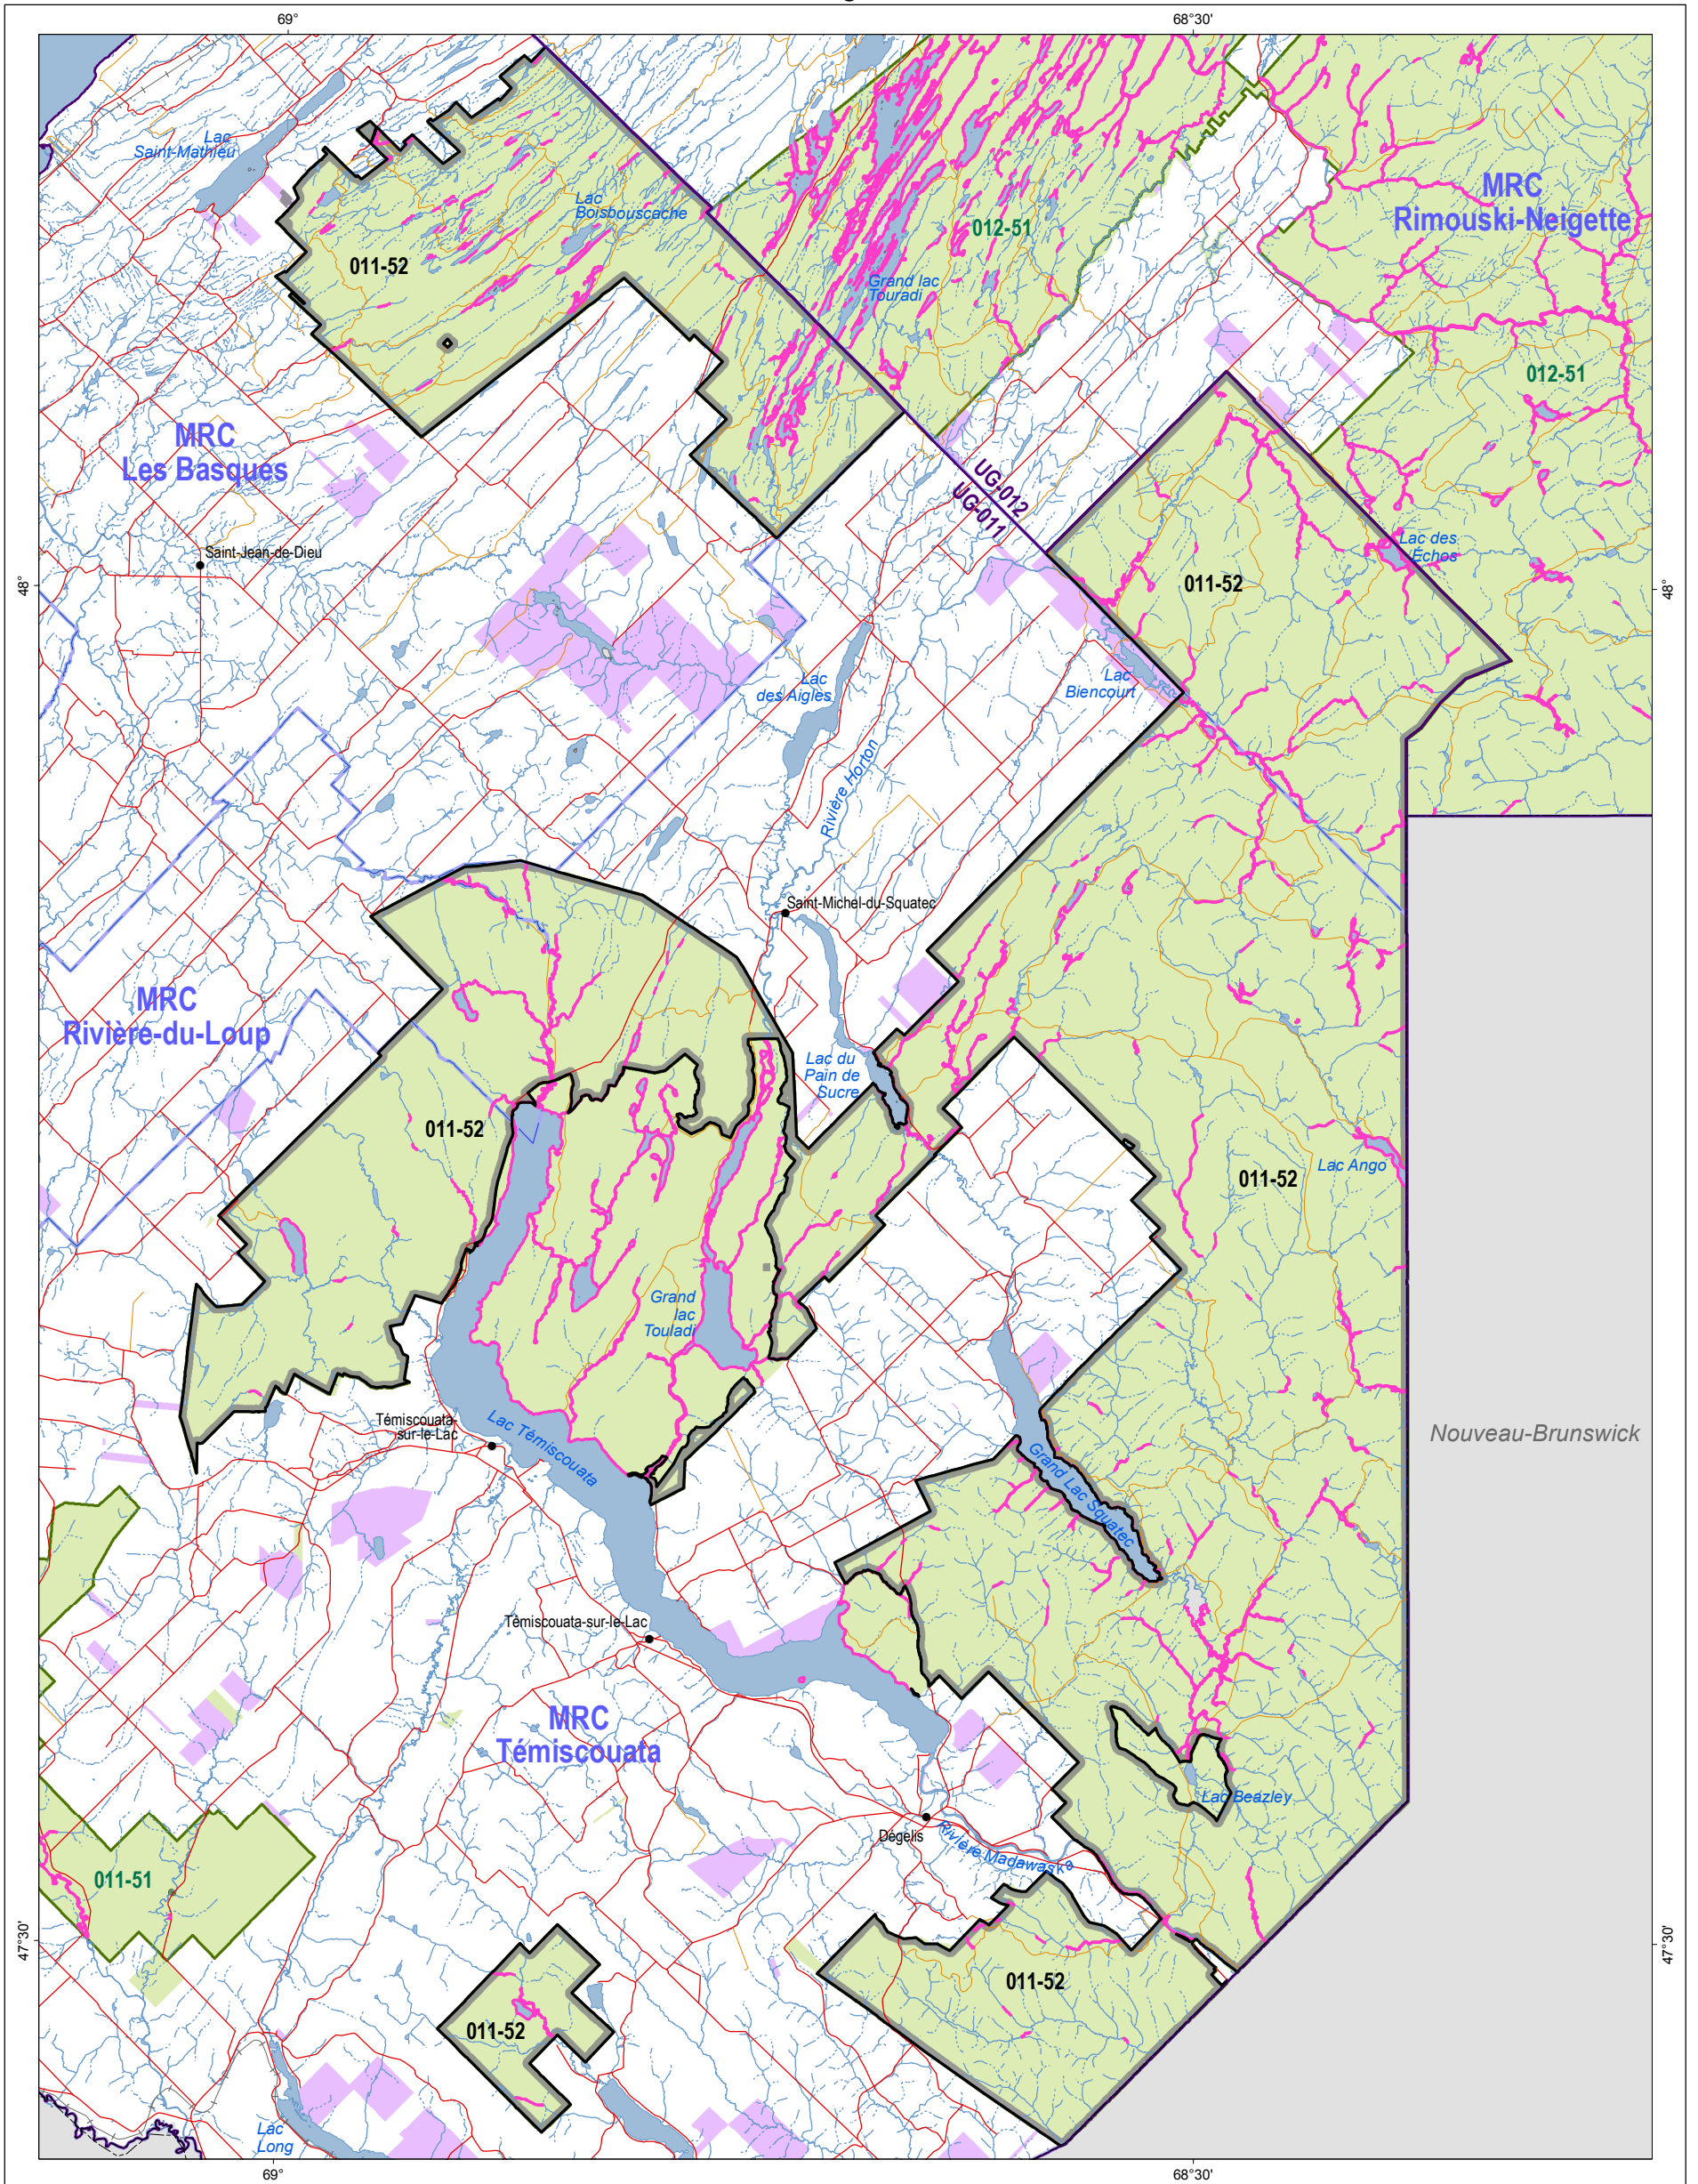 69°
68°30'
Lac
Saint-Mathieu
Lac
Boisbouscache
011-52
012-51
Grand lac
Touradi
MRC
Rimouski-Neigette
012-51
MRC
Les Basques
UG-012
UG-011
Saint-Jean-de-Dieu
Lac des
Échos
011-52
48°
48°
Lac
des Aigles
Lac
Biencourt
Rivière Horton
Saint-Michel-du-Squatec
MRC
Rivière-du-Loup
Lac du
Pain de
Sucre
011-52
Lac Ango
011-52
Grand
lac
Touladi
Témiscouata-
sur-le-Lac
Lac Témiscouata
Grand Lac Squatec
Nouveau-Brunswick
Témiscouata-sur-le-Lac
MRC
Témiscouata
Lac Beazley
Dégelis
Rivière Madawaska
011-51
47°30'
47°30'
011-52
011-52
Lac
Long
69°
68°30'